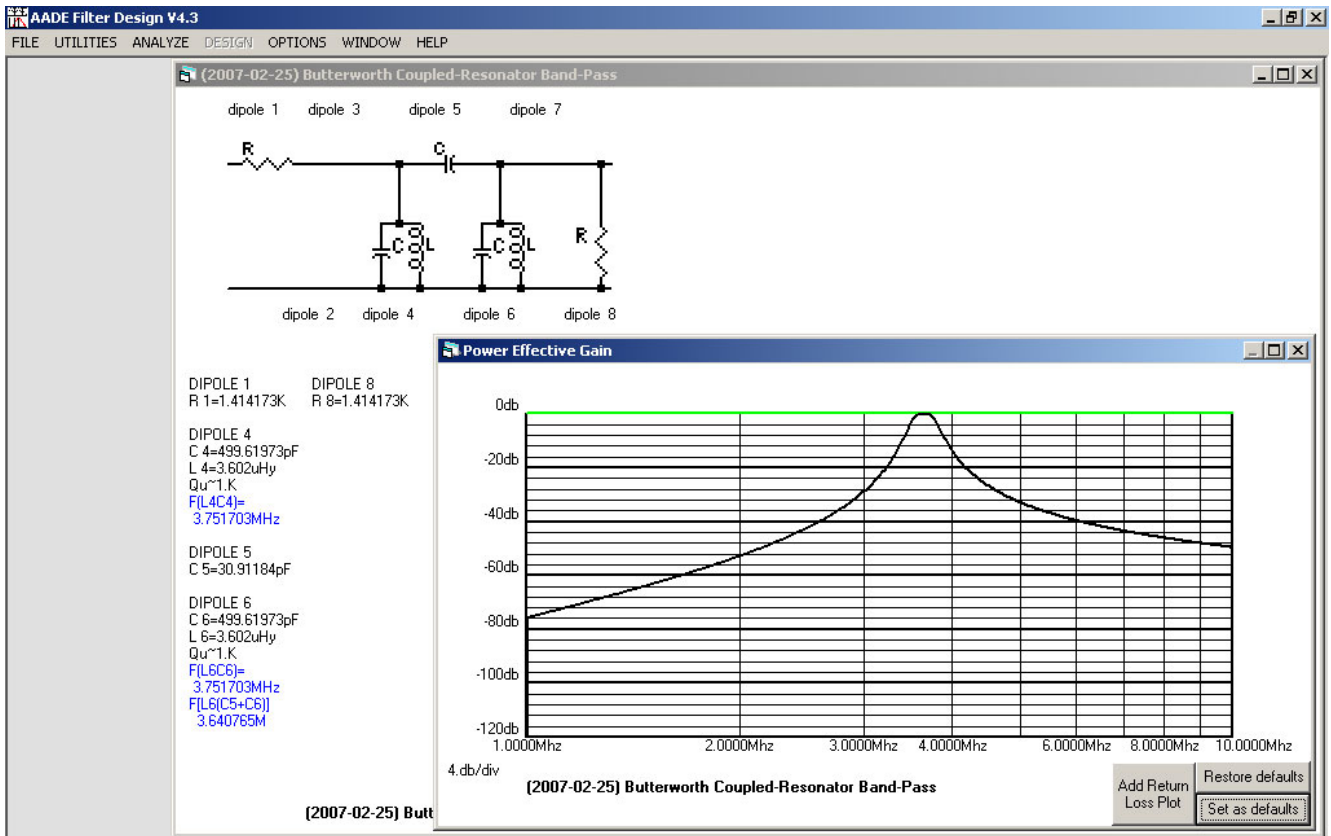 AADE Filter Design V4.3
FILE UTILITIES ANALYZE DESIGN OPTIONS WINDOW HELP
(2007-02-25) Butterworth Coupled-Resonator Band-Pass
dipole 1 dipole 3 dipole 5 dipole 7
R C
C L C L R
dipole 2 dipole 4 dipole 6 dipole 8
DIPOLE 1 DIPOLE 8
R 1=1.414173K R 8=1.414173K
DIPOLE 4
C 4=499.61973pF
L 4=3.602uHy
Qu~1.K
F(L4C4)=
3.751703MHz
DIPOLE 5
C 5=30.91184pF
DIPOLE 6
C 6=499.61973pF
L 6=3.602uHy
Qu~1.K
F(L6C6)=
3.751703MHz
F[L6(C5+C6)]
3.640765M
(2007-02-25) Butt
Power Effective Gain
0db
-20db
-40db
-60db
-80db
-100db
-120db
1.0000Mhz 2.0000Mhz 3.0000Mhz 4.0000Mhz 6.0000Mhz 8.0000Mhz 10.0000Mhz
4.db/div
(2007-02-25) Butterworth Coupled-Resonator Band-Pass
Add Return
Loss Plot
Restore defaults
Set as defaults